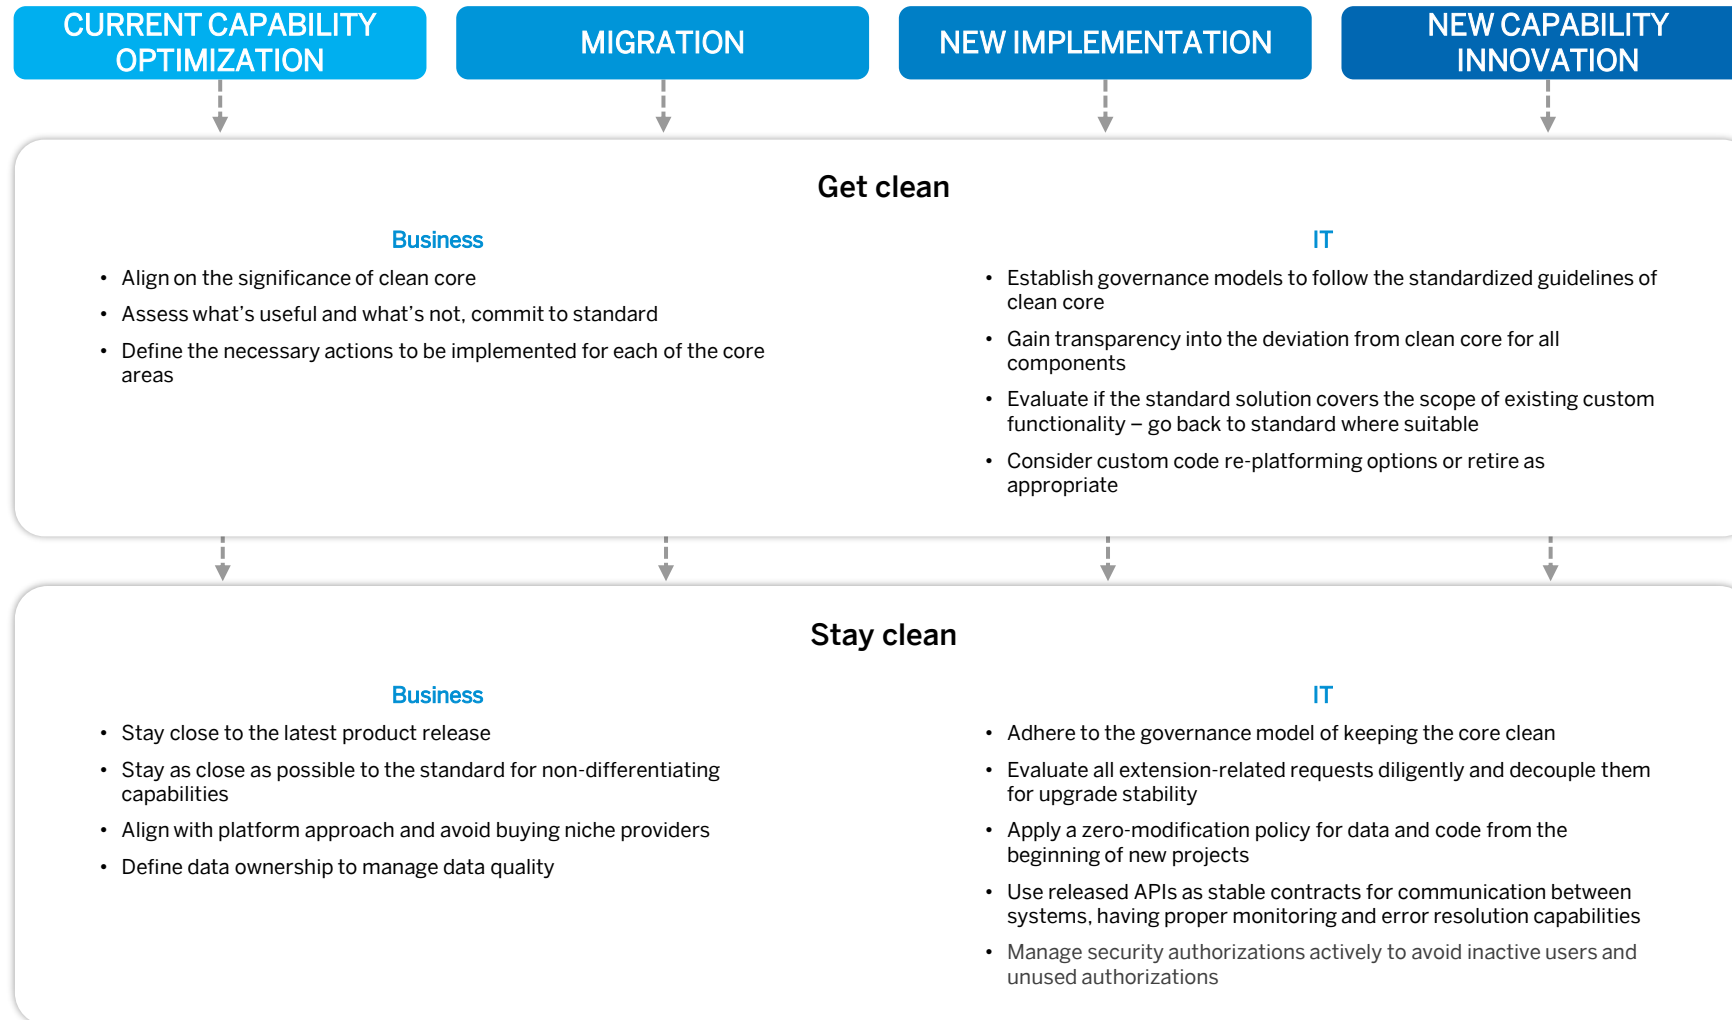 CURRENT CAPABILITY
OPTIMIZATION
MIGRATION
NEW IMPLEMENTATION
NEW CAPABILITY
INNOVATION
Get clean
Business
• Align on the significance of clean core
• Assess what’s useful and what’s not, commit to standard
• Define the necessary actions to be implemented for each of the core
areas
IT
• Establish governance models to follow the standardized guidelines of
clean core
• Gain transparency into the deviation from clean core for all
components
• Evaluate if the standard solution covers the scope of existing custom
functionality – go back to standard where suitable
• Consider custom code re-platforming options or retire as
appropriate
Stay clean
Business
• Stay close to the latest product release
• Stay as close as possible to the standard for non-differentiating
capabilities
• Align with platform approach and avoid buying niche providers
• Define data ownership to manage data quality
IT
• Adhere to the governance model of keeping the core clean
• Evaluate all extension-related requests diligently and decouple them
for upgrade stability
• Apply a zero-modification policy for data and code from the
beginning of new projects
• Use released APIs as stable contracts for communication between
systems, having proper monitoring and error resolution capabilities
• Manage security authorizations actively to avoid inactive users and
unused authorizations